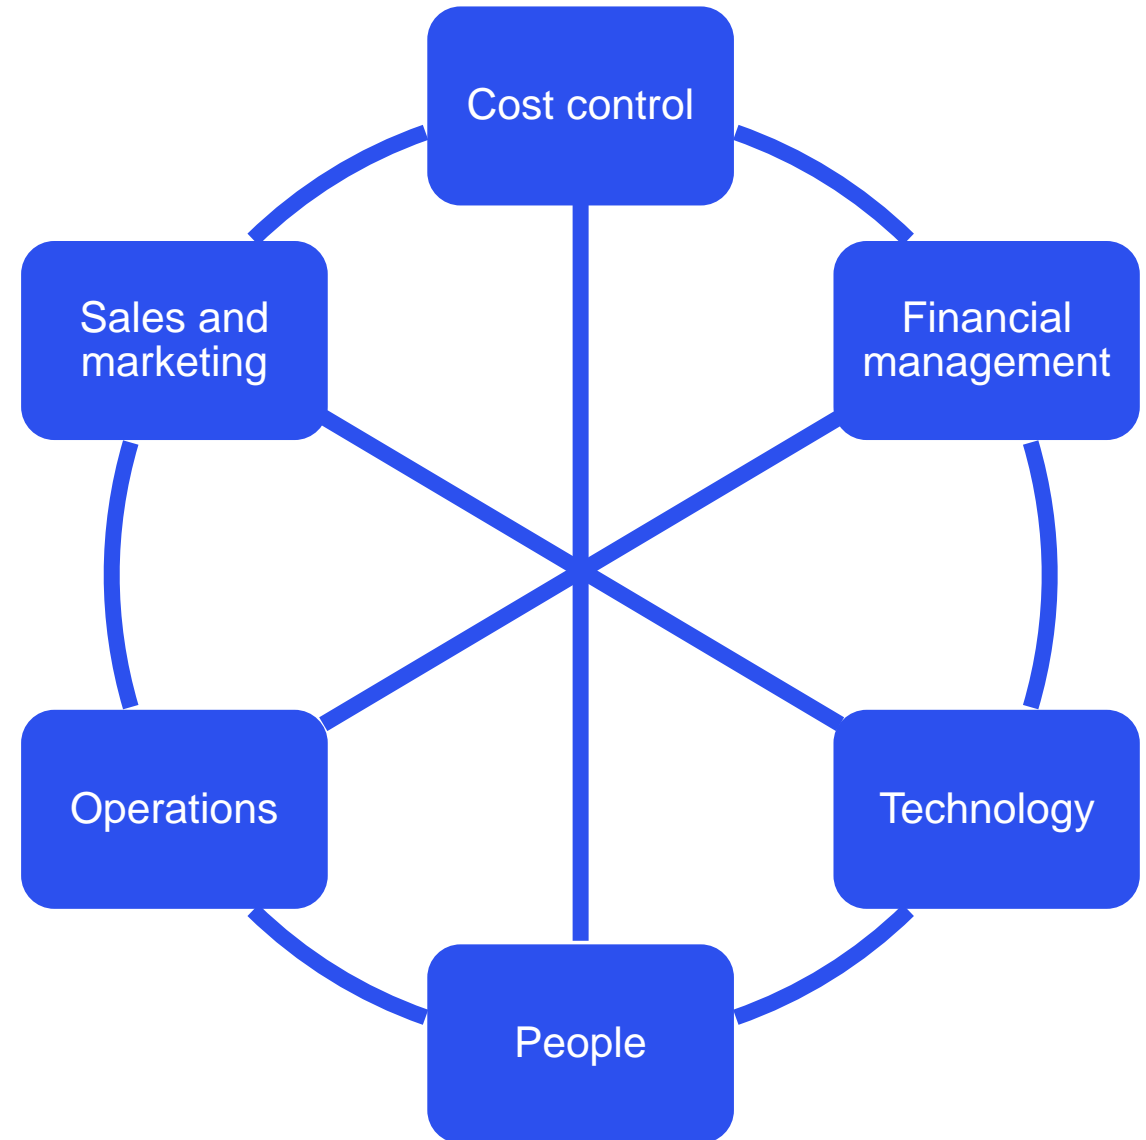 Cost control
Sales and
marketing
Financial
management
Operations
Technology
People